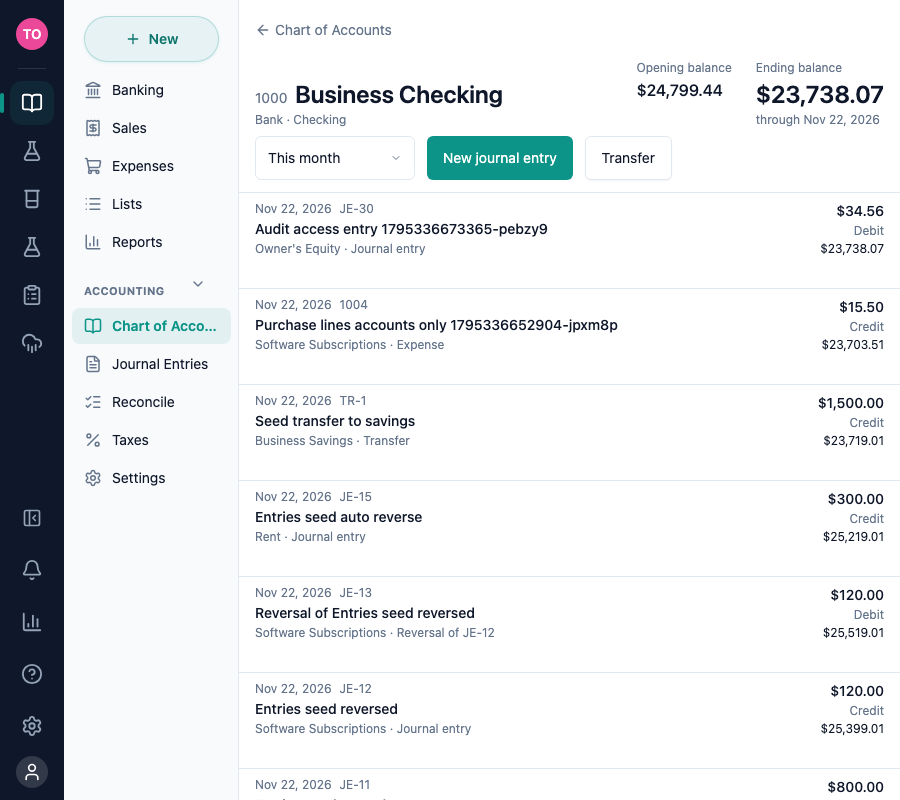 TO
New
Banking
Sales
Expenses
Lists
Reports
ACCOUNTING
Chart of Acco...
Journal Entries
Reconcile
Taxes
Settings
Chart of Accounts
1000 Business Checking
Bank · Checking
Opening balance
$24,799.44
Ending balance
$23,738.07
through Nov 22, 2026
This month
New journal entry
Transfer
Nov 22, 2026 JE-30
Audit access entry 1795336673365-pebzy9
Owner's Equity · Journal entry
$34.56
Debit
$23,738.07
Nov 22, 2026 1004
Purchase lines accounts only 1795336652904-jpxm8p
Software Subscriptions · Expense
$15.50
Credit
$23,703.51
Nov 22, 2026 TR-1
Seed transfer to savings
Business Savings · Transfer
$1,500.00
Credit
$23,719.01
Nov 22, 2026 JE-15
Entries seed auto reverse
Rent · Journal entry
$300.00
Credit
$25,219.01
Nov 22, 2026 JE-13
Reversal of Entries seed reversed
Software Subscriptions · Reversal of JE-12
$120.00
Debit
$25,519.01
Nov 22, 2026 JE-12
Entries seed reversed
Software Subscriptions · Journal entry
$120.00
Credit
$25,399.01
Nov 22, 2026 JE-11
$800.00